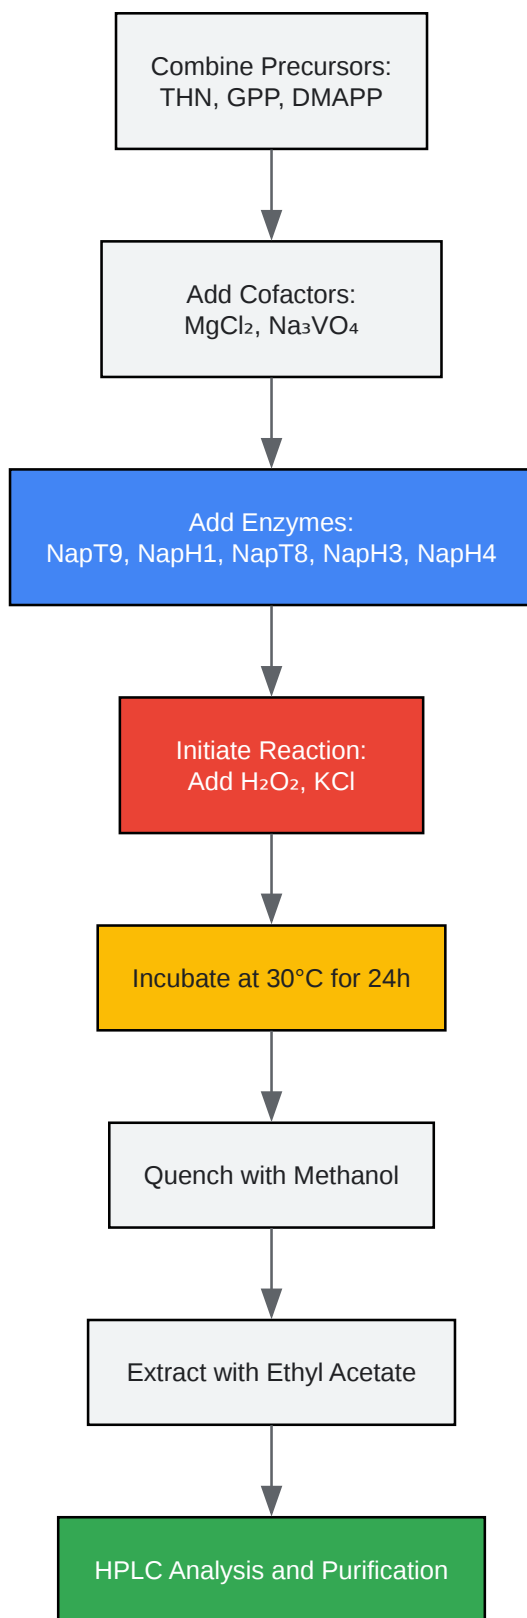 Combine Precursors:
THN, GPP, DMAPP
Add Cofactors:
MgCl₂, Na₃VO₄
Add Enzymes:
NapT9, NapH1, NapT8, NapH3, NapH4
Initiate Reaction:
Add H₂O₂, KCl
Incubate at 30°C for 24h
Quench with Methanol
Extract with Ethyl Acetate
HPLC Analysis and Purification